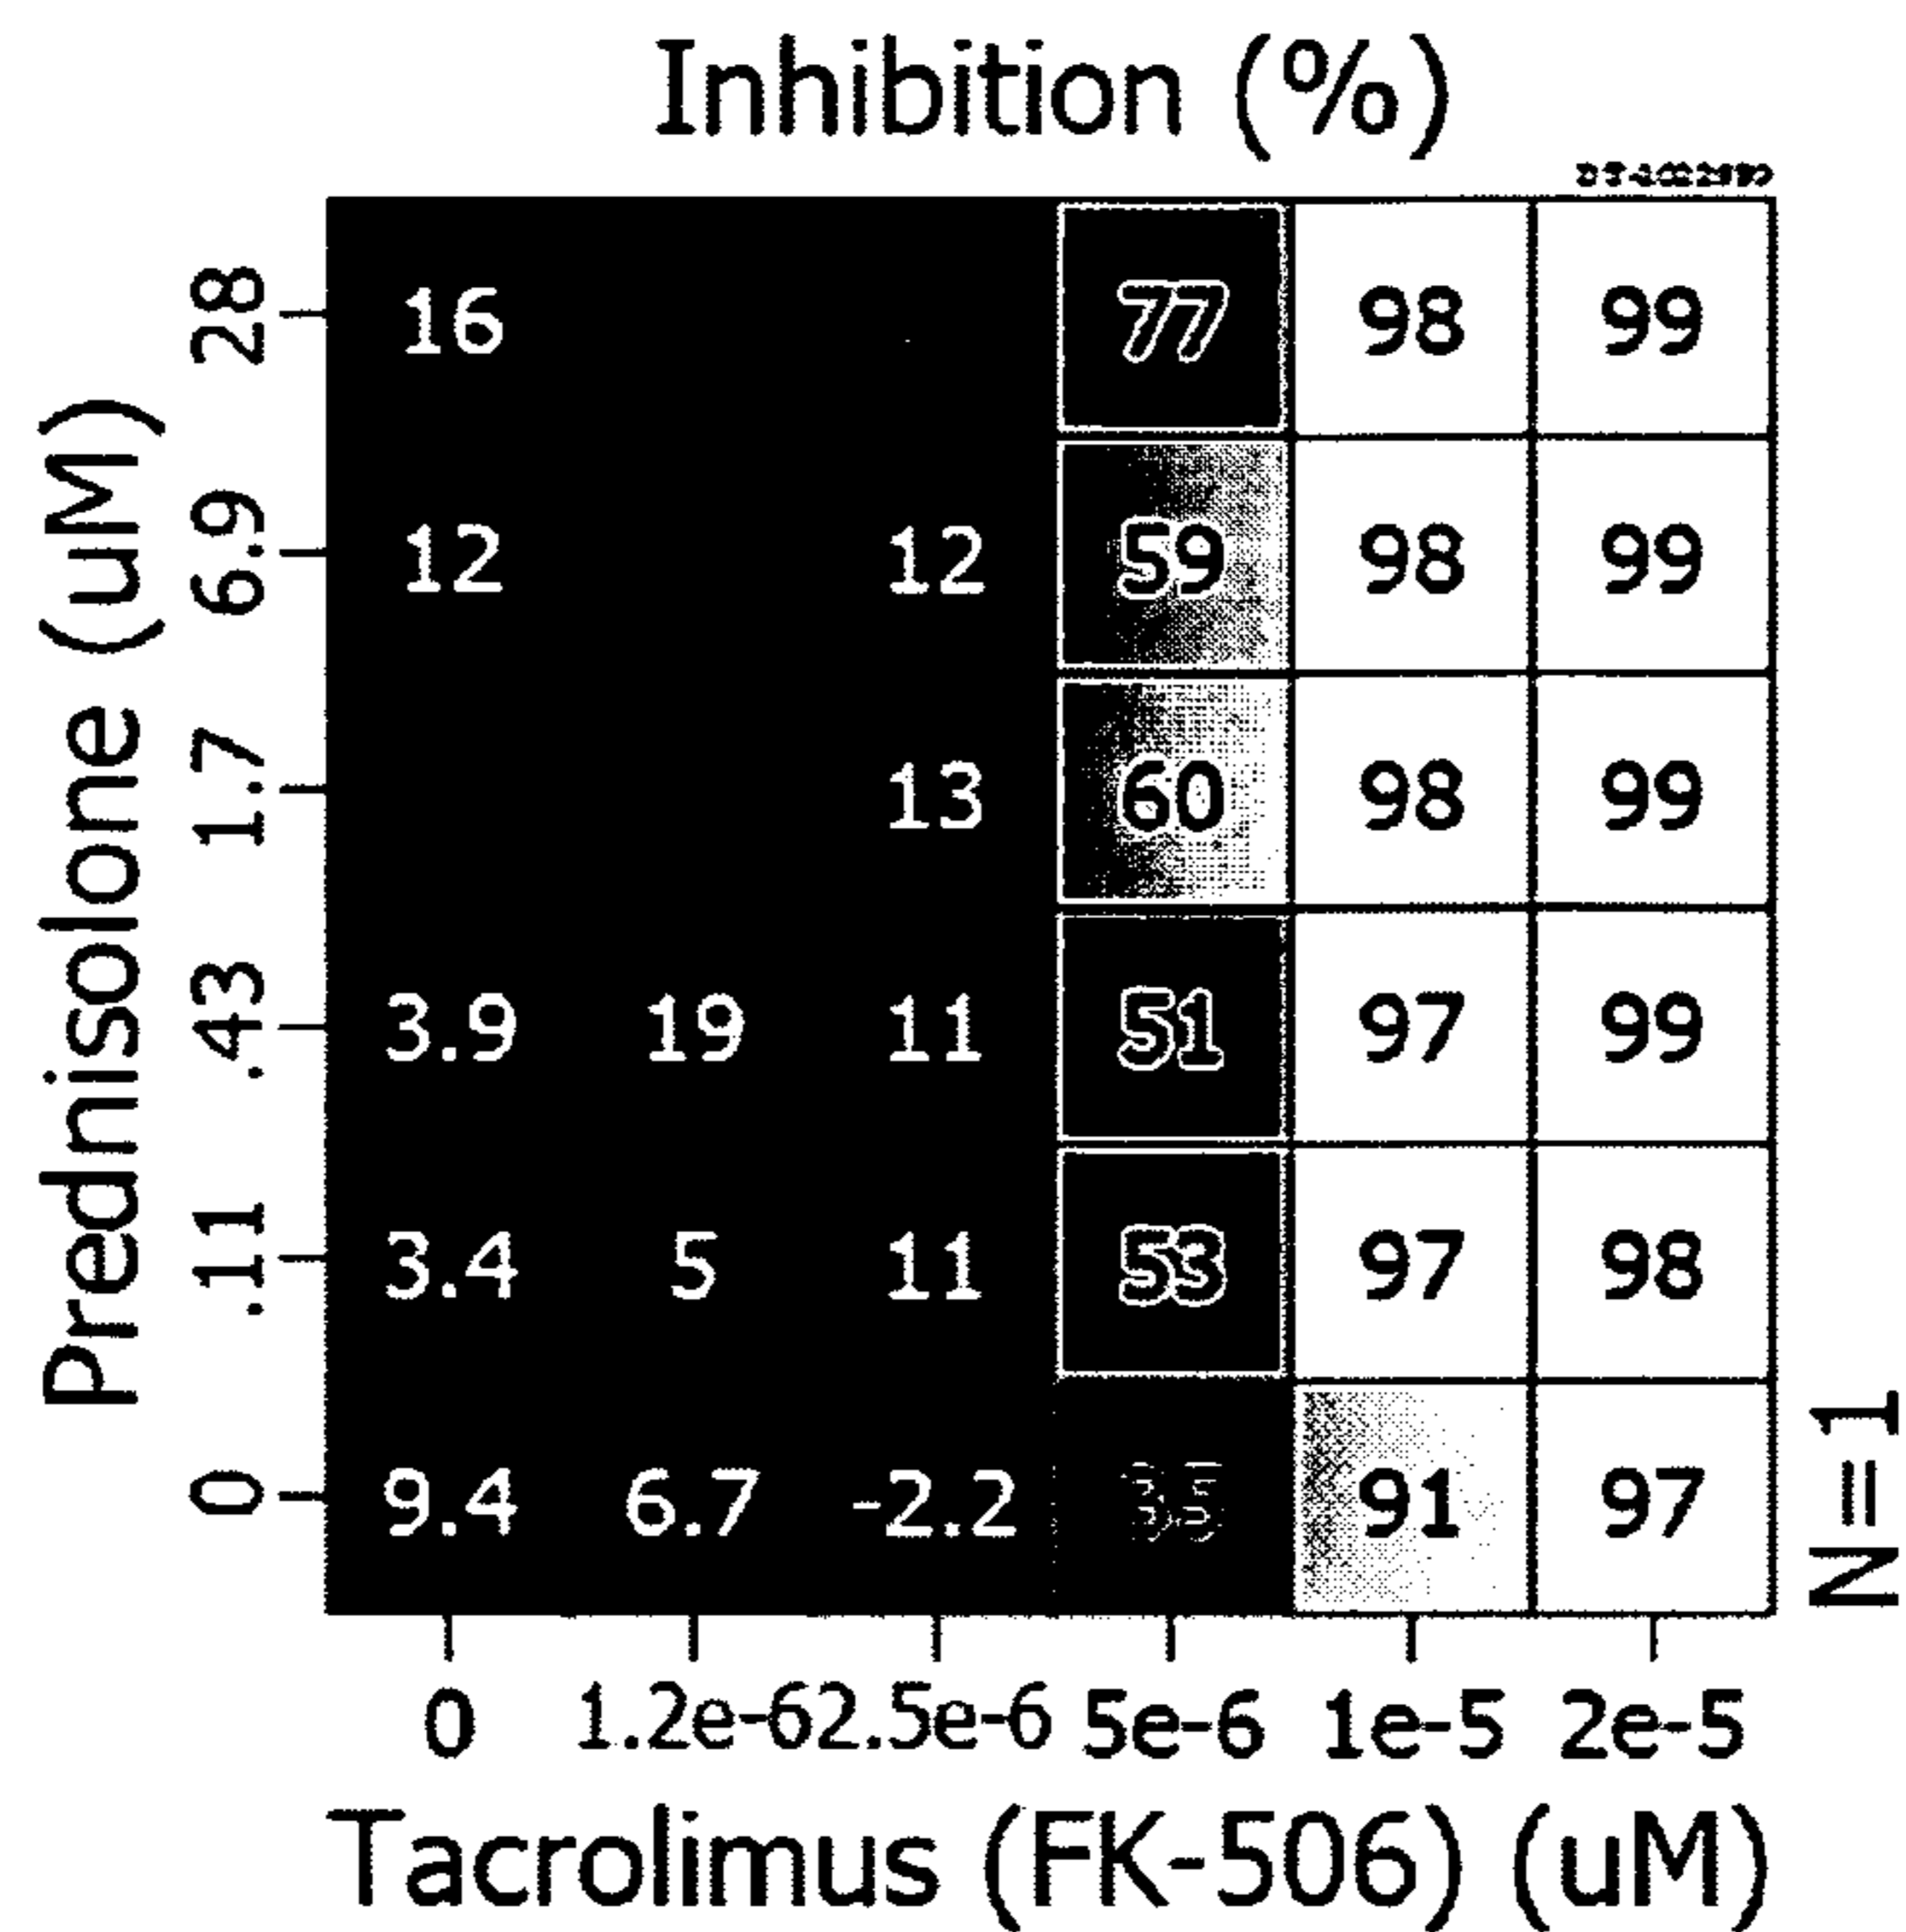 Inhibition (%)
28 16 77 98 99
6.9 12 12 59 98 99
1.7 13 60 98 99
.43 3.9 19 11 51 97 99
.11 3.4 5 11 53 97 98
0 9.4 6.7 -2.2 35 91 97
0 1.2e-6 2.5e-6 5e-6 1e-5 2e-5
Tacrolimus (FK-506) (uM)
Prednisolone (uM)
N=1